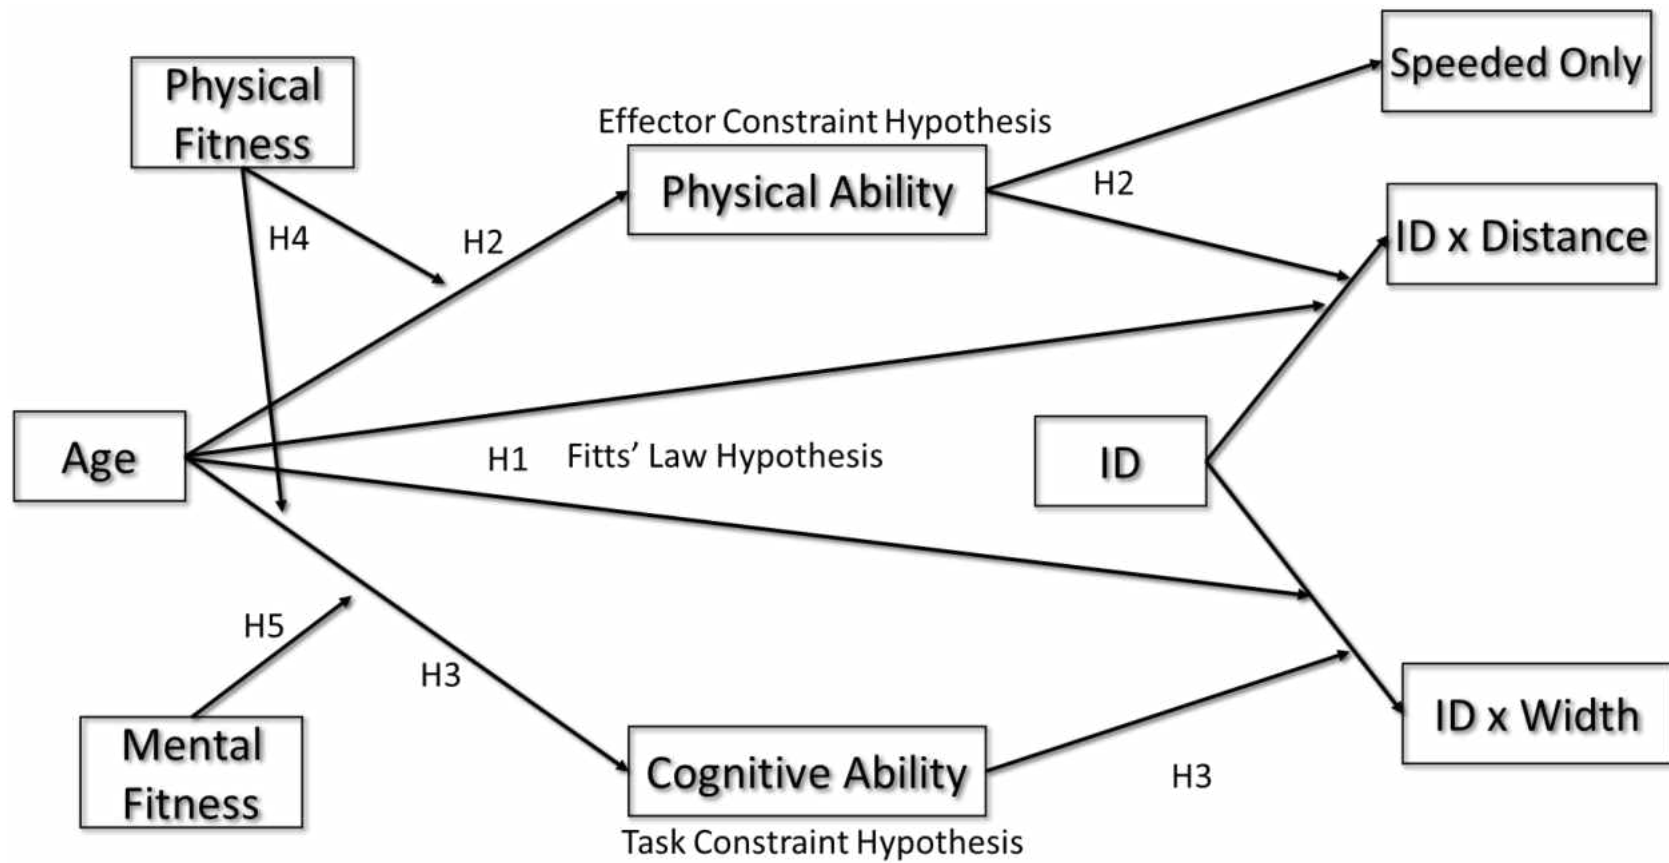 Speeded Only
Physical
Fitness
Effector Constraint Hypothesis
Physical Ability
H2
H4
H2
ID x Distance
Age
H1
Fitts’ Law Hypothesis
ID
H5
H3
Mental
Fitness
Cognitive Ability
H3
ID x Width
Task Constraint Hypothesis